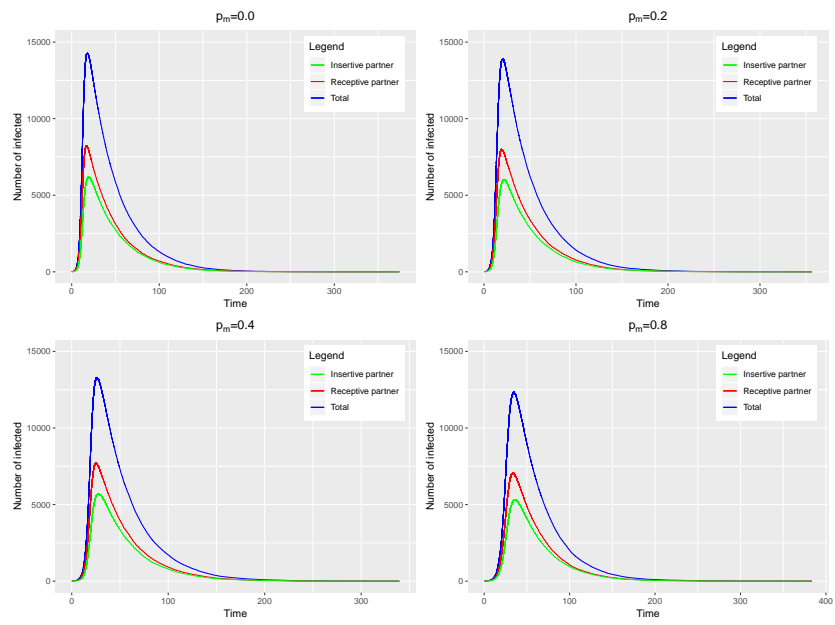 p_m=0.0
Number of infected
15000
10000
5000
0
0 100 200 300
Time
Legend
Insertive partner
Receptive partner
Total
p_m=0.2
Number of infected
15000
10000
5000
0
0 100 200 300
Time
Legend
Insertive partner
Receptive partner
Total
p_m=0.4
Number of infected
15000
10000
5000
0
0 100 200 300
Time
Legend
Insertive partner
Receptive partner
Total
p_m=0.8
Number of infected
15000
10000
5000
0
0 100 200 300 400
Time
Legend
Insertive partner
Receptive partner
Total